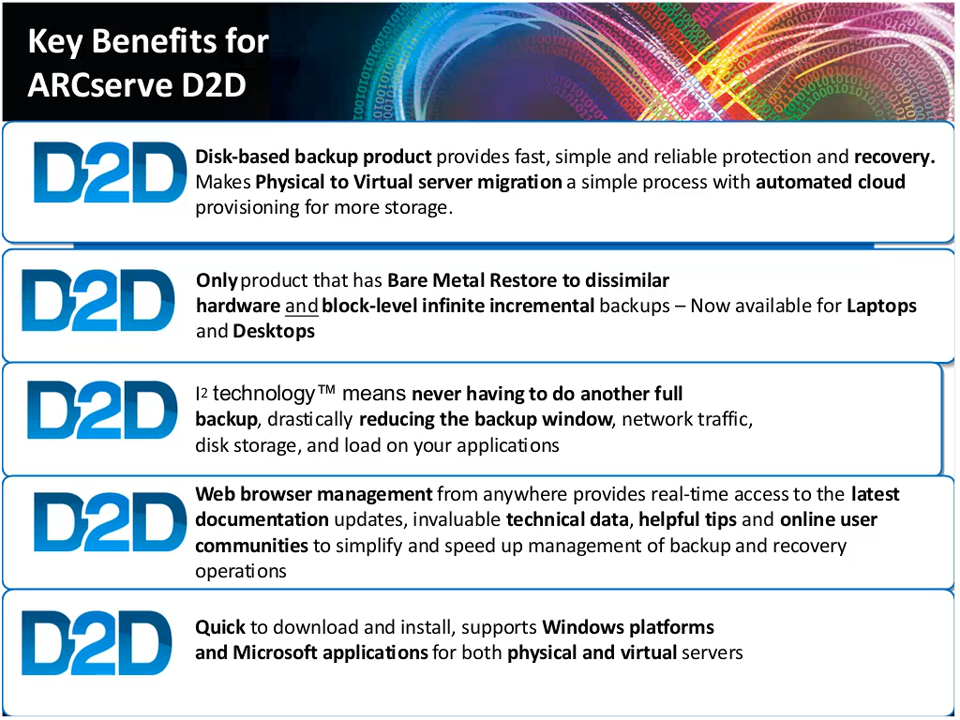 Key Benefits for
ARCserve D2D
D2D
Disk-based backup product provides fast, simple and reliable protection and recovery.
Makes Physical to Virtual server migration a simple process with automated cloud
provisioning for more storage.
D2D
Only product that has Bare Metal Restore to dissimilar
hardware and block-level infinite incremental backups – Now available for Laptops
and Desktops
D2D
I2 technology™ means never having to do another full
backup, drastically reducing the backup window, network traffic,
disk storage, and load on your applications
D2D
Web browser management from anywhere provides real-time access to the latest
documentation updates, invaluable technical data, helpful tips and online user
communities to simplify and speed up management of backup and recovery
operations
D2D
Quick to download and install, supports Windows platforms
and Microsoft applications for both physical and virtual servers